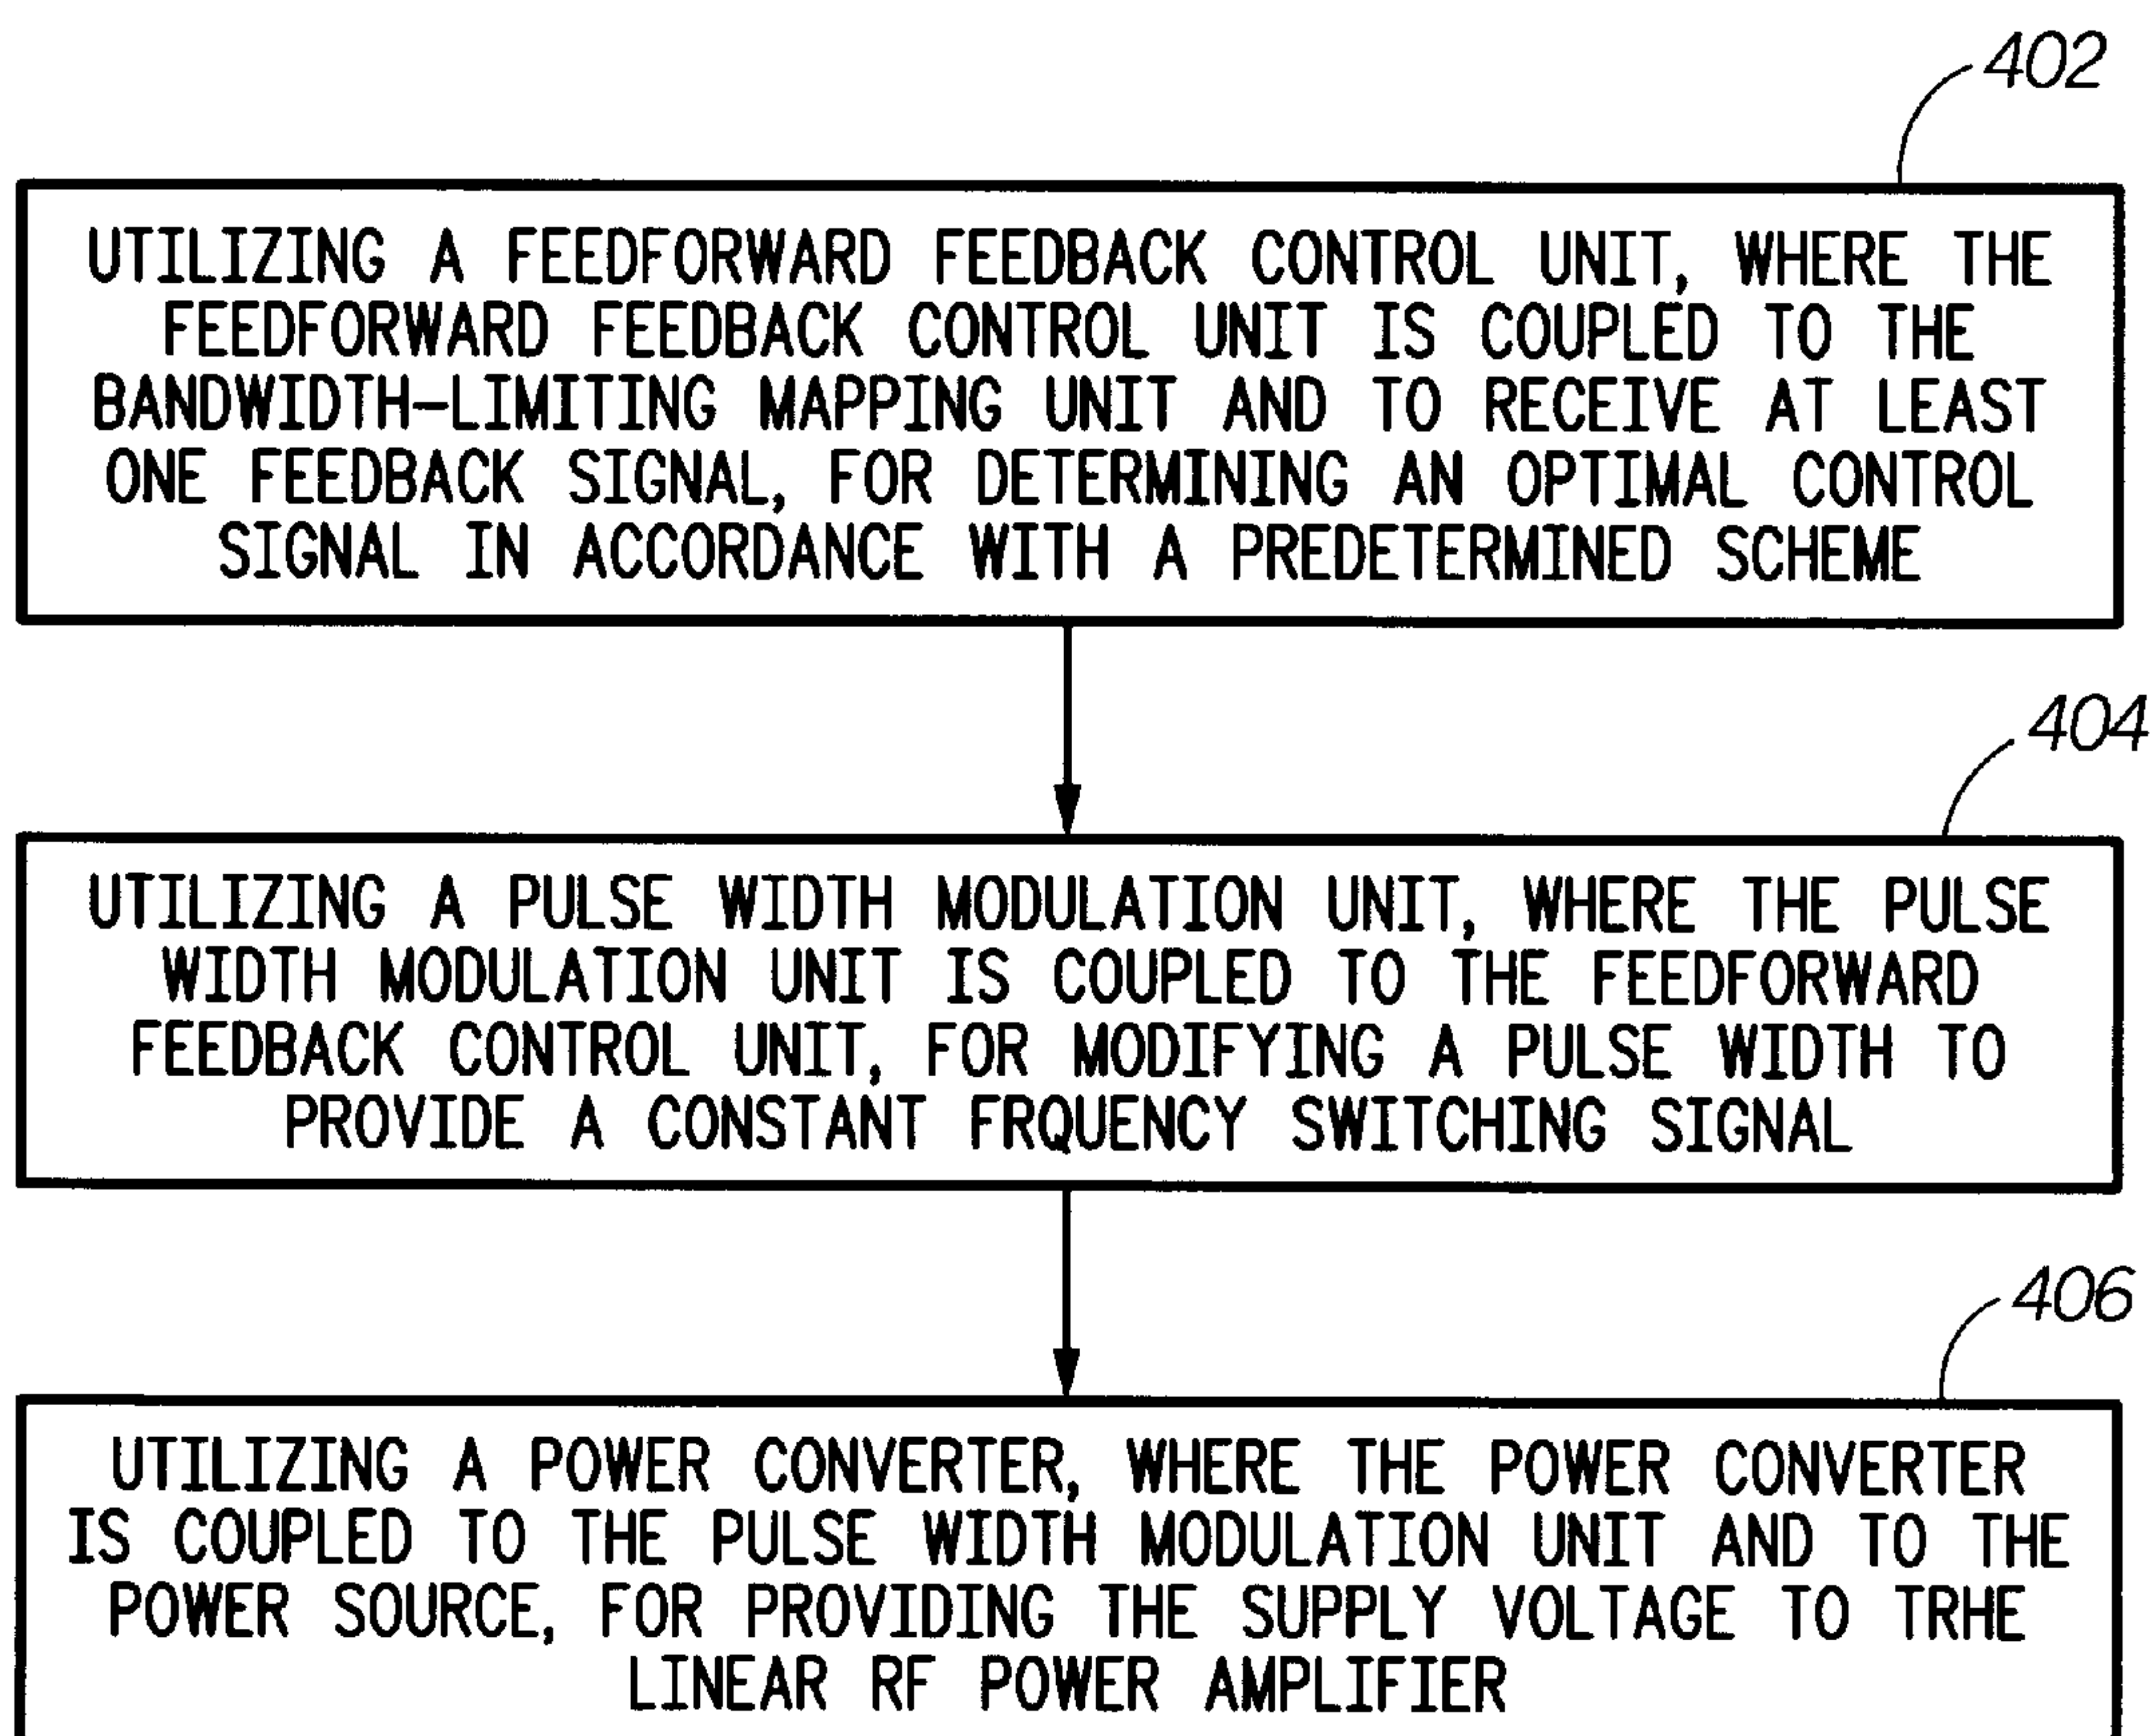 402
UTILIZING A FEEDFORWARD FEEDBACK CONTROL UNIT, WHERE THE
FEEDFORWARD FEEDBACK CONTROL UNIT IS COUPLED TO THE
BANDWIDTH-LIMITING MAPPING UNIT AND TO RECEIVE AT LEAST
ONE FEEDBACK SIGNAL, FOR DETERMINING AN OPTIMAL CONTROL
SIGNAL IN ACCORDANCE WITH A PREDETERMINED SCHEME
404
UTILIZING A PULSE WIDTH MODULATION UNIT, WHERE THE PULSE
WIDTH MODULATION UNIT IS COUPLED TO THE FEEDFORWARD
FEEDBACK CONTROL UNIT, FOR MODIFYING A PULSE WIDTH TO
PROVIDE A CONSTANT FRQUENCY SWITCHING SIGNAL
406
UTILIZING A POWER CONVERTER, WHERE THE POWER CONVERTER
IS COUPLED TO THE PULSE WIDTH MODULATION UNIT AND TO THE
POWER SOURCE, FOR PROVIDING THE SUPPLY VOLTAGE TO TRHE
LINEAR RF POWER AMPLIFIER